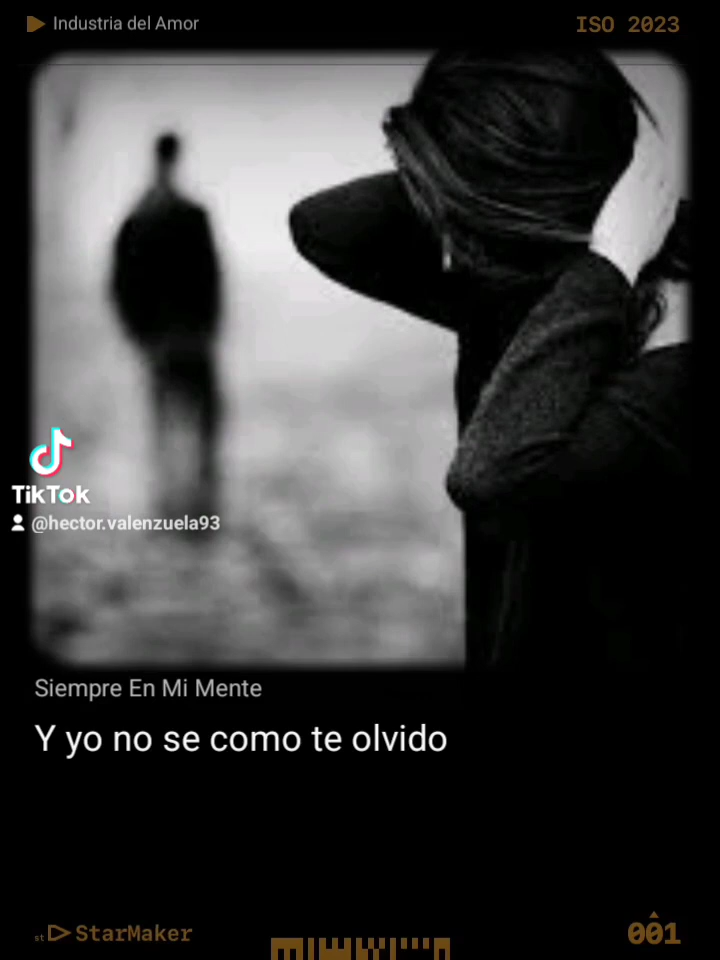 Industria del Amor
ISO 2023
TikTok
@hector.valenzuela93
Siempre En Mi Mente
Y yo no se como te olvido
st StarMaker
001